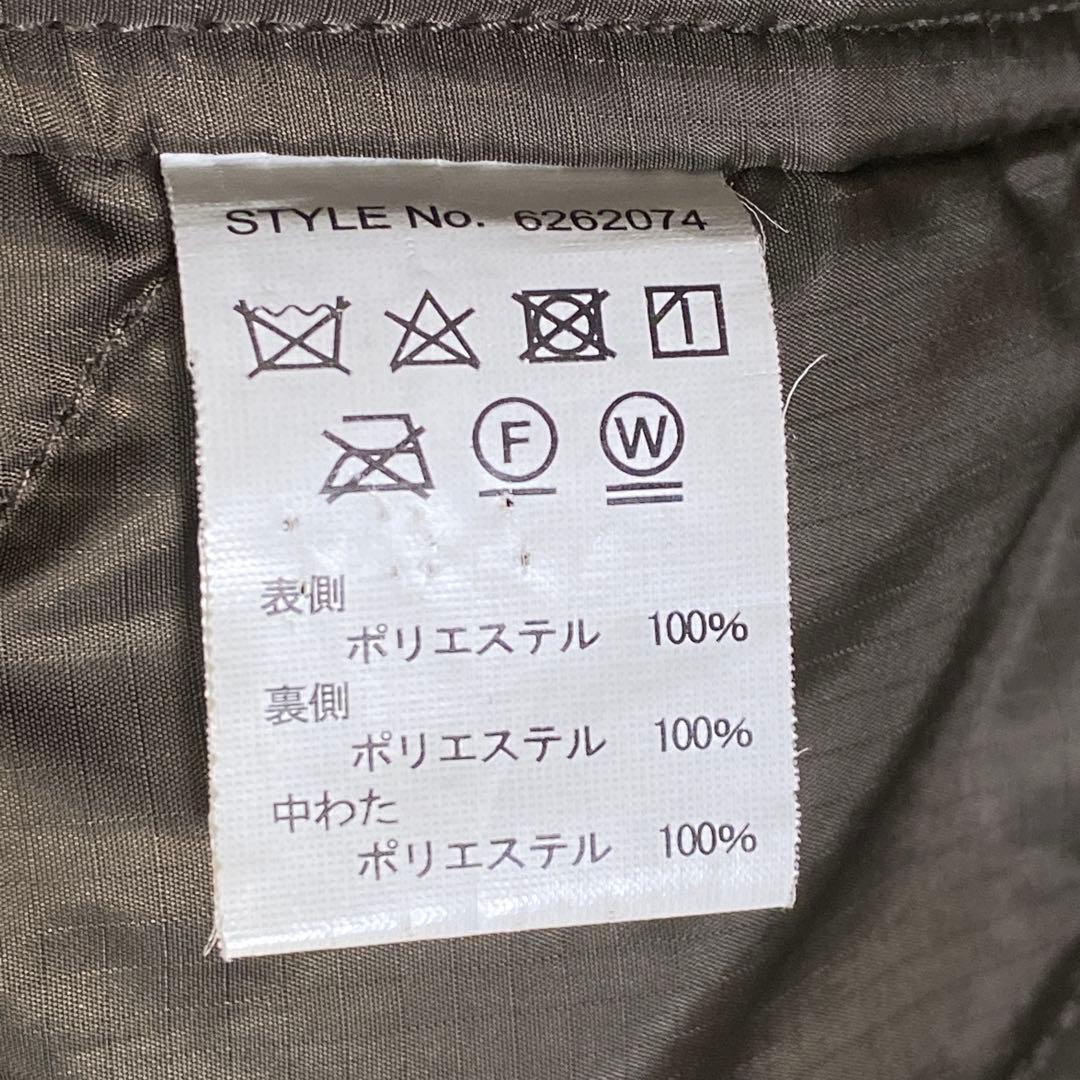 STYLE No. 6262074
F W
表側
ポリエステル 100%
裏側
ポリエステル 100%
中わた
ポリエステル 100%